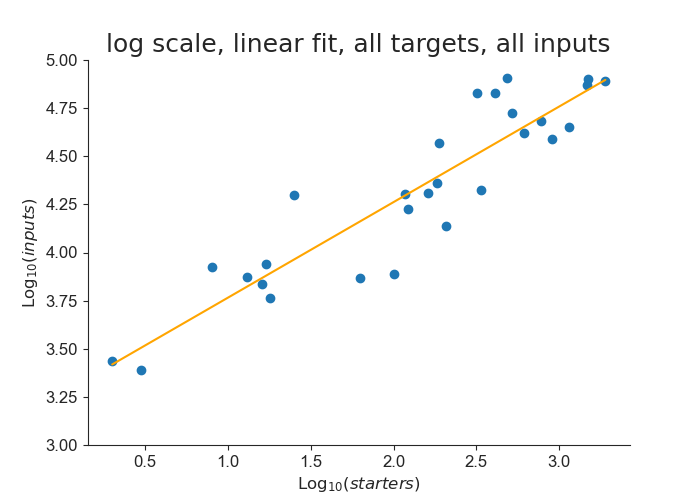 log scale, linear fit, all targets, all inputs
5.00
4.75
4.50
4.25
4.00
3.75
3.50
3.25
3.00
Log₁₀(inputs)
0.5 1.0 1.5 2.0 2.5 3.0
Log₁₀(starters)